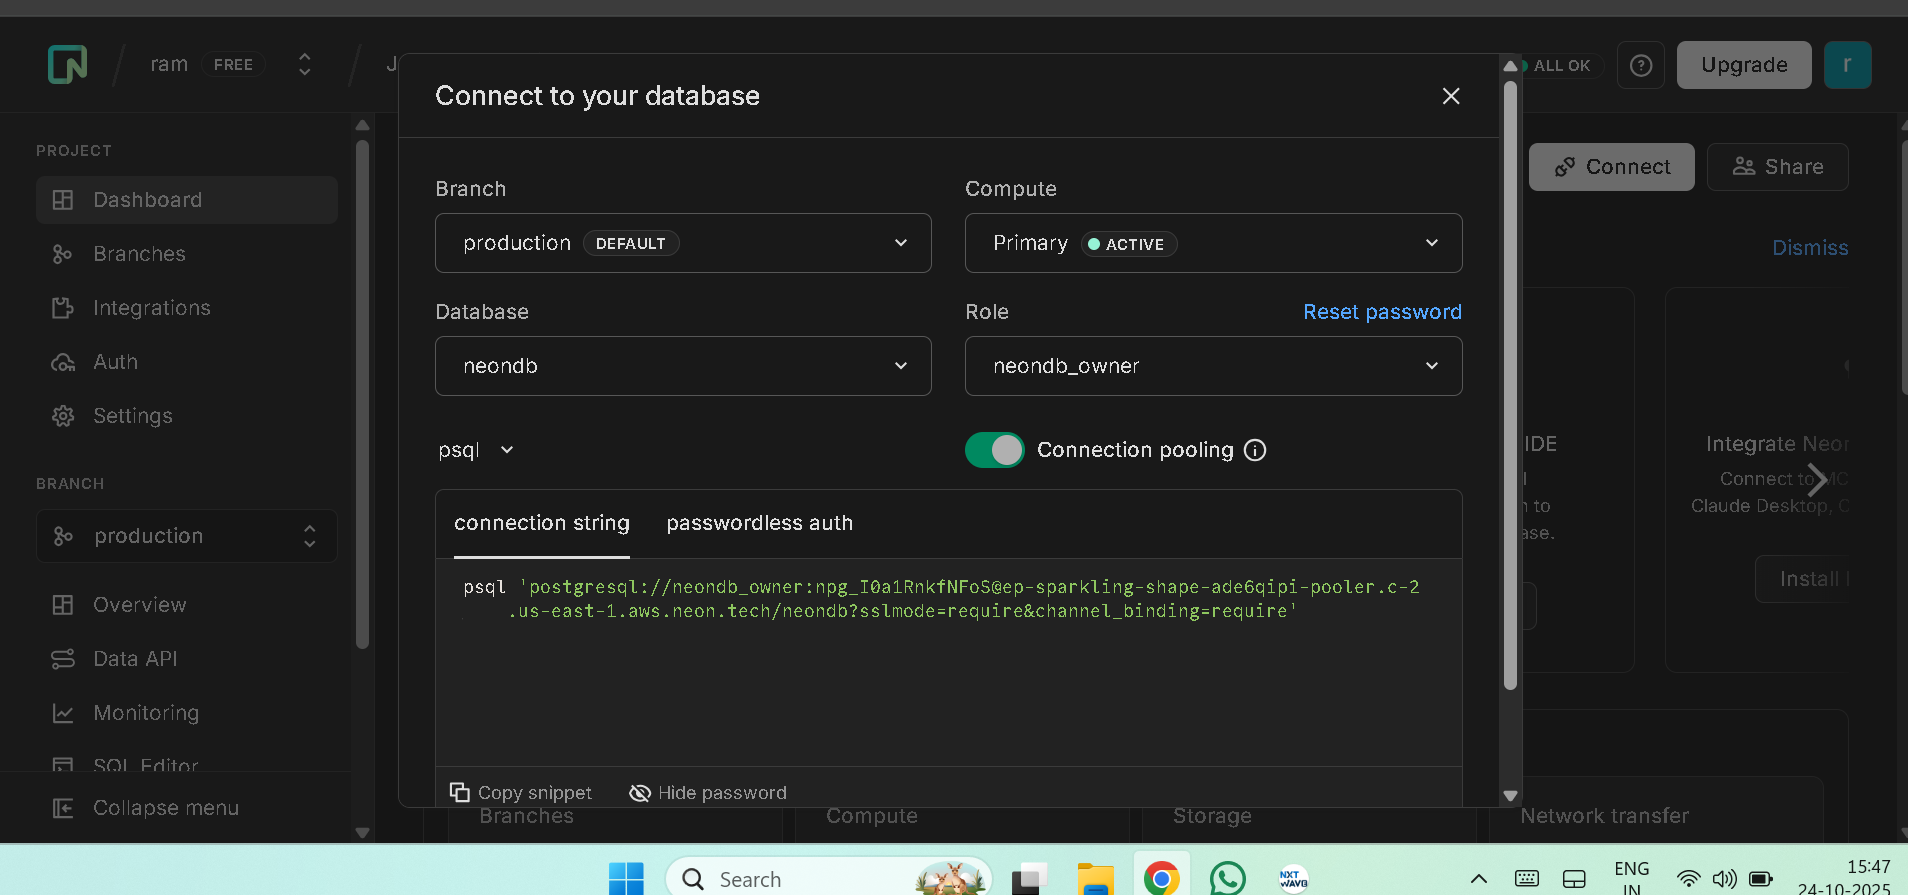 ram FREE
ALL OK
Upgrade
r
Connect to your database
PROJECT
Dashboard
Branches
Integrations
Auth
Settings
BRANCH
production
Overview
Data API
Monitoring
SQL Editor
Collapse menu
Branch
production DEFAULT
Compute
Primary ACTIVE
Database
neondb
Role
Reset password
neondb_owner
psql
Connection pooling
connection string
passwordless auth
psql 'postgresql://neondb_owner:npg_I0a1RnkfNFoS@ep-sparkling-shape-ade6qipi-pooler.c-2
.us-east-1.aws.neon.tech/neondb?sslmode=require&channel_binding=require'
Copy snippet
Hide password
Connect
Share
Dismiss
IDE
to
Integrate Neon
Connect to MC
Claude Desktop, C
Install
Branches
Compute
Storage
Network transfer
Search
NXT
WAVE
ENG
IN
15:47
24-10-2025